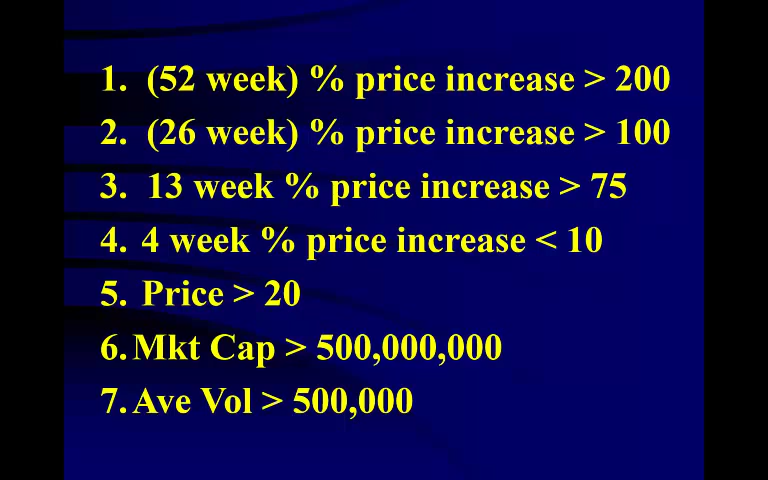 1. (52 week) % price increase > 200
2. (26 week) % price increase > 100
3. 13 week % price increase > 75
4. 4 week % price increase < 10
5. Price > 20
6. Mkt Cap > 500,000,000
7. Ave Vol > 500,000